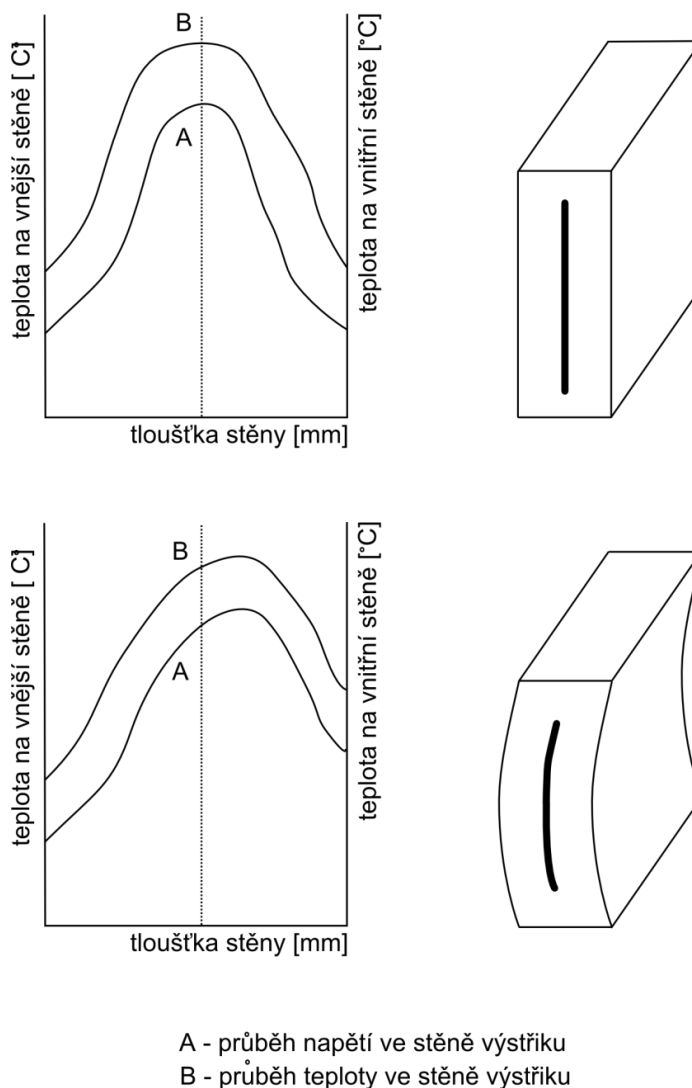 B
A
teplota na vnější stěně [ C°]
teplota na vnitřní stěně [°C]
tloušťka stěny [mm]
B
A
teplota na vnější stěně [ C°]
teplota na vnitřní stěně [°C]
tloušťka stěny [mm]
A - průběh napětí ve stěně výstřiku
B - průběh teploty ve stěně výstřiku